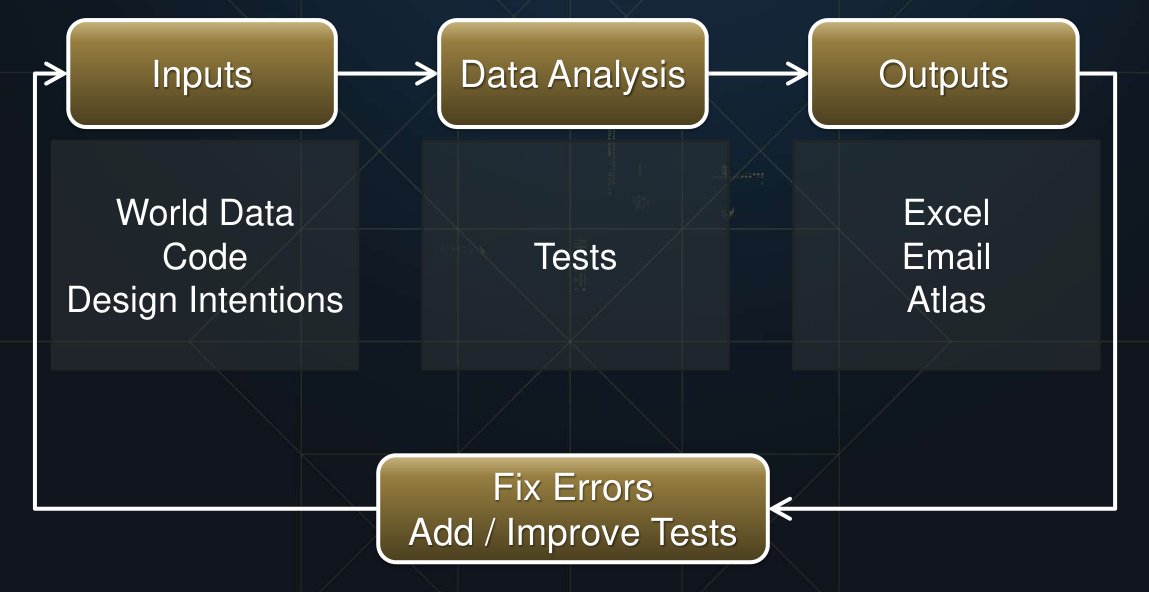 Inputs
Data Analysis
Outputs
World Data
Code
Design Intentions
Tests
Excel
Email
Atlas
Fix Errors
Add / Improve Tests